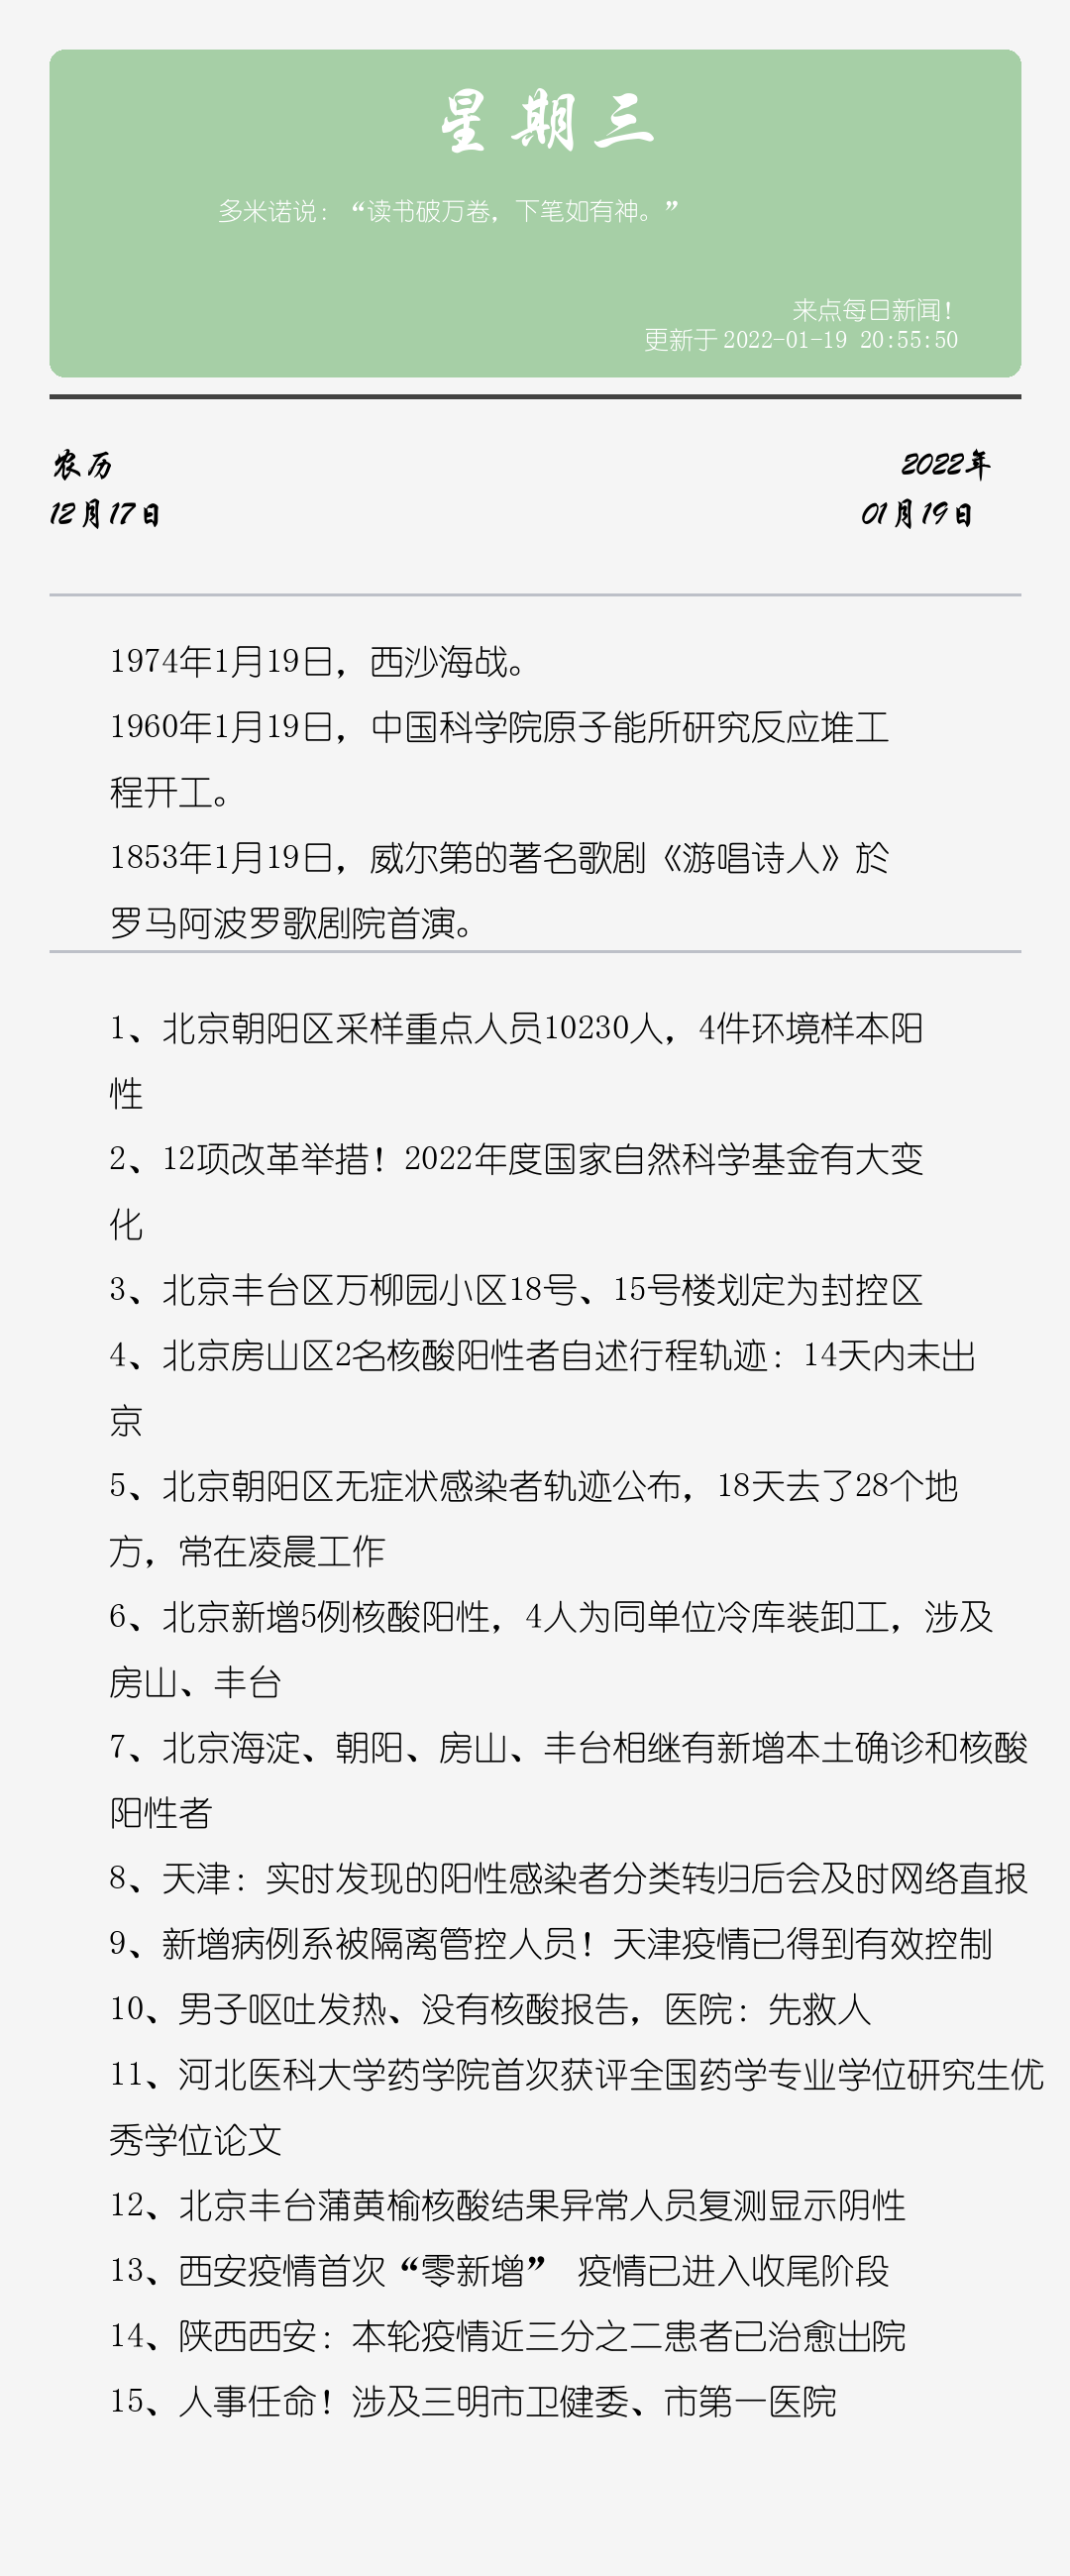 星期三
多米诺说：“读书破万卷，下笔如有神。”
来点每日新闻！
更新于 2022-01-19 20:55:50
农历
2022年
12月17日
01月19日
1974年1月19日，西沙海战。
1960年1月19日，中国科学院原子能所研究反应堆工
程开工。
1853年1月19日，威尔第的著名歌剧《游唱诗人》於
罗马阿波罗歌剧院首演。
1、北京朝阳区采样重点人员10230人，4件环境样本阳
性
2、12项改革举措！2022年度国家自然科学基金有大变
化
3、北京丰台区万柳园小区18号、15号楼划定为封控区
4、北京房山区2名核酸阳性者自述行程轨迹：14天内未出
京
5、北京朝阳区无症状感染者轨迹公布，18天去了28个地
方，常在凌晨工作
6、北京新增5例核酸阳性，4人为同单位冷库装卸工，涉及
房山、丰台
7、北京海淀、朝阳、房山、丰台相继有新增本土确诊和核酸
阳性者
8、天津：实时发现的阳性感染者分类转归后会及时网络直报
9、新增病例系被隔离管控人员！天津疫情已得到有效控制
10、男子呕吐发热、没有核酸报告，医院：先救人
11、河北医科大学药学院首次获评全国药学专业学位研究生优
秀学位论文
12、北京丰台蒲黄榆核酸结果异常人员复测显示阴性
13、西安疫情首次“零新增” 疫情已进入收尾阶段
14、陕西西安：本轮疫情近三分之二患者已治愈出院
15、人事任命！涉及三明市卫健委、市第一医院